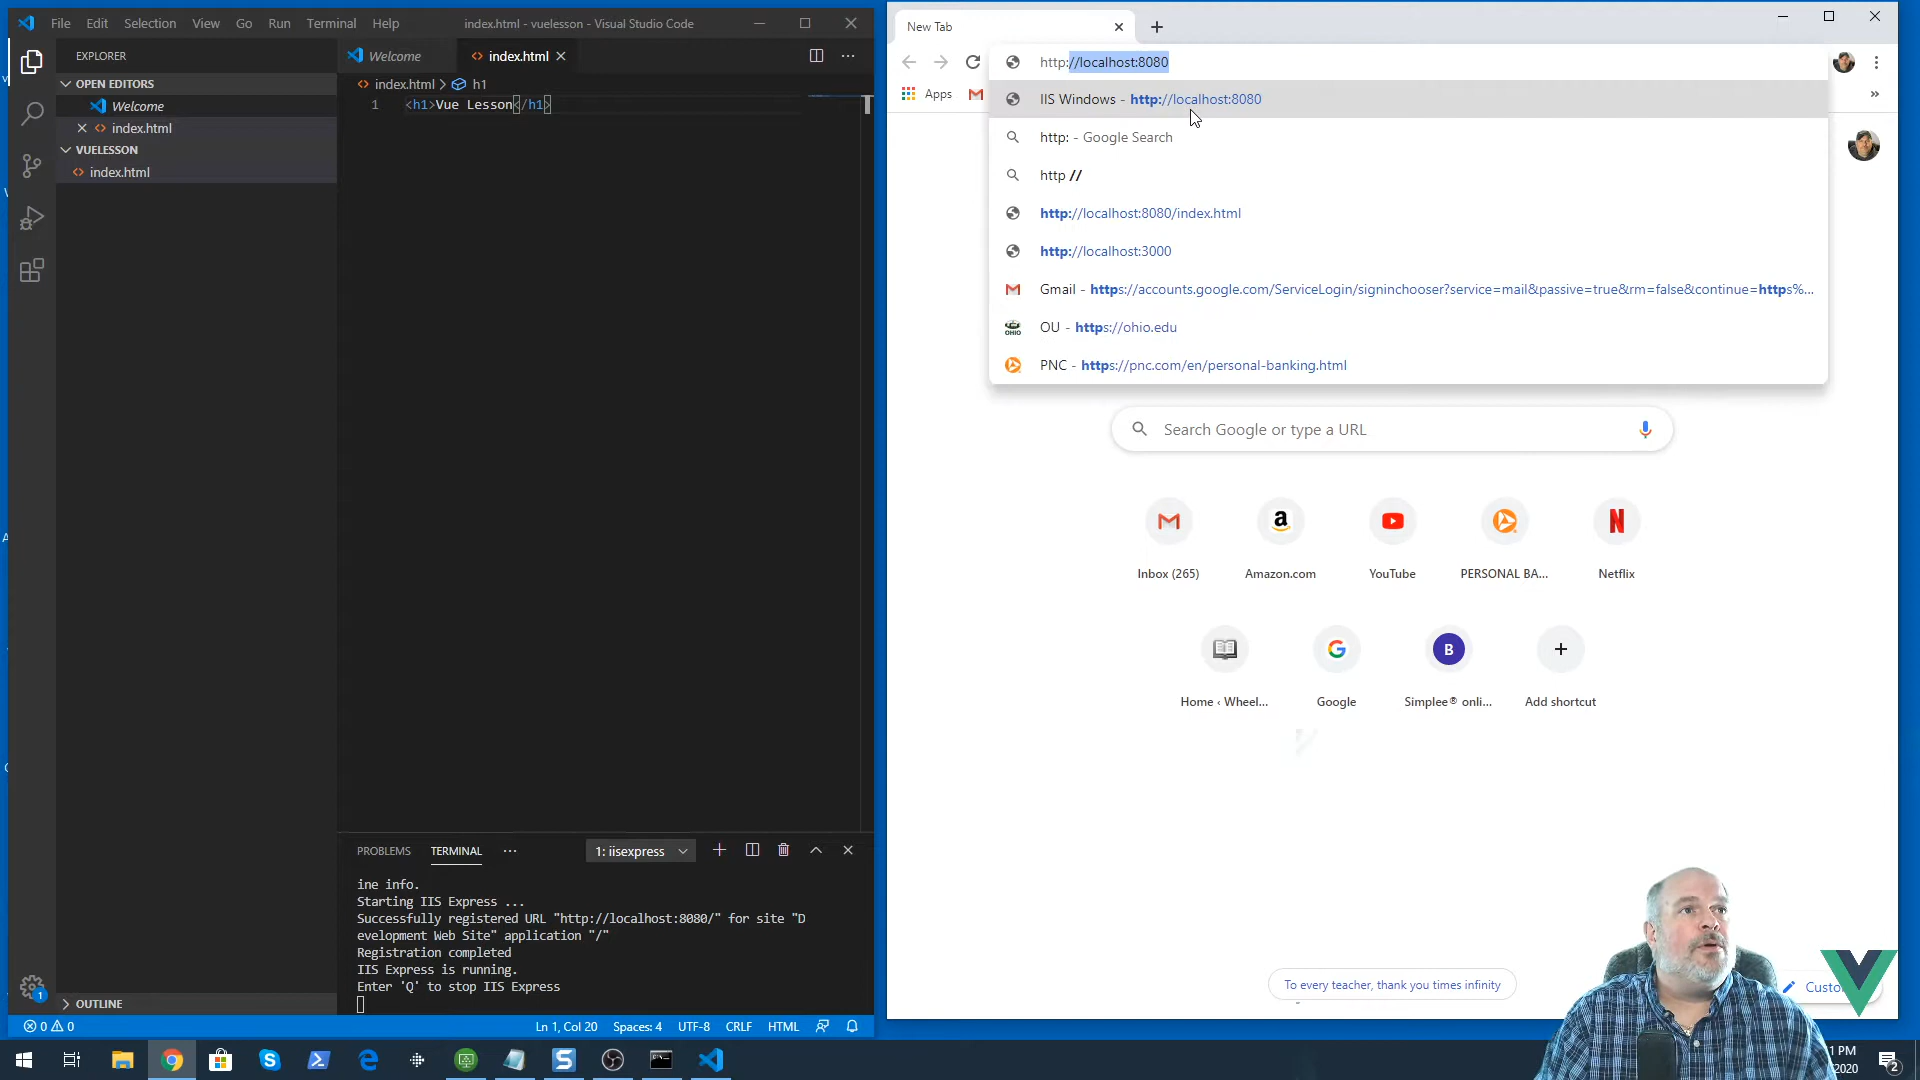 File Edit Selection View Go Run Terminal Help index.html - vuelesson - Visual Studio Code
EXPLORER
OPEN EDITORS
Welcome
index.html
VUELESSON
index.html
OUTLINE
Welcome index.html
index.html > h1
1 <h1>Vue Lesson</h1>
PROBLEMS TERMINAL 1: iisexpress
ine info.
Starting IIS Express ...
Successfully registered URL "http://localhost:8080/" for site "D
evelopment Web Site" application "/"
Registration completed
IIS Express is running.
Enter 'Q' to stop IIS Express
0 0 Ln 1, Col 20 Spaces: 4 UTF-8 CRLF HTML
1
New Tab
http://localhost:8080
Apps
IIS Windows - http://localhost:8080
http: - Google Search
http //
http://localhost:8080/index.html
http://localhost:3000
Gmail - https://accounts.google.com/ServiceLogin/signinchooser?service=mail&passive=true&rm=false&continue=https%...
OU - https://ohio.edu
PNC - https://pnc.com/en/personal-banking.html
Search Google or type a URL
Inbox (265) Amazon.com YouTube PERSONAL BA... Netflix
B
Home ‹ Wheel... Google Simplee® onli... Add shortcut
To every teacher, thank you times infinity
1 PM
2020
2